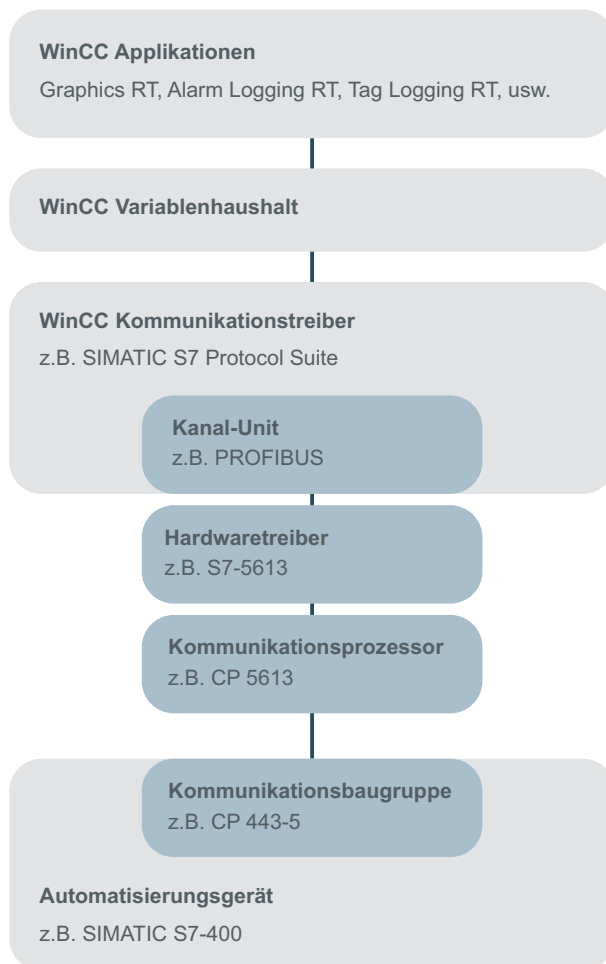 WinCC Applikationen
Graphics RT, Alarm Logging RT, Tag Logging RT, usw.
WinCC Variablenhaushalt
WinCC Kommunikationstreiber
z.B. SIMATIC S7 Protocol Suite
Kanal-Unit
z.B. PROFIBUS
Hardwaretreiber
z.B. S7-5613
Kommunikationsprozessor
z.B. CP 5613
Kommunikationsbaugruppe
z.B. CP 443-5
Automatisierungsgerät
z.B. SIMATIC S7-400